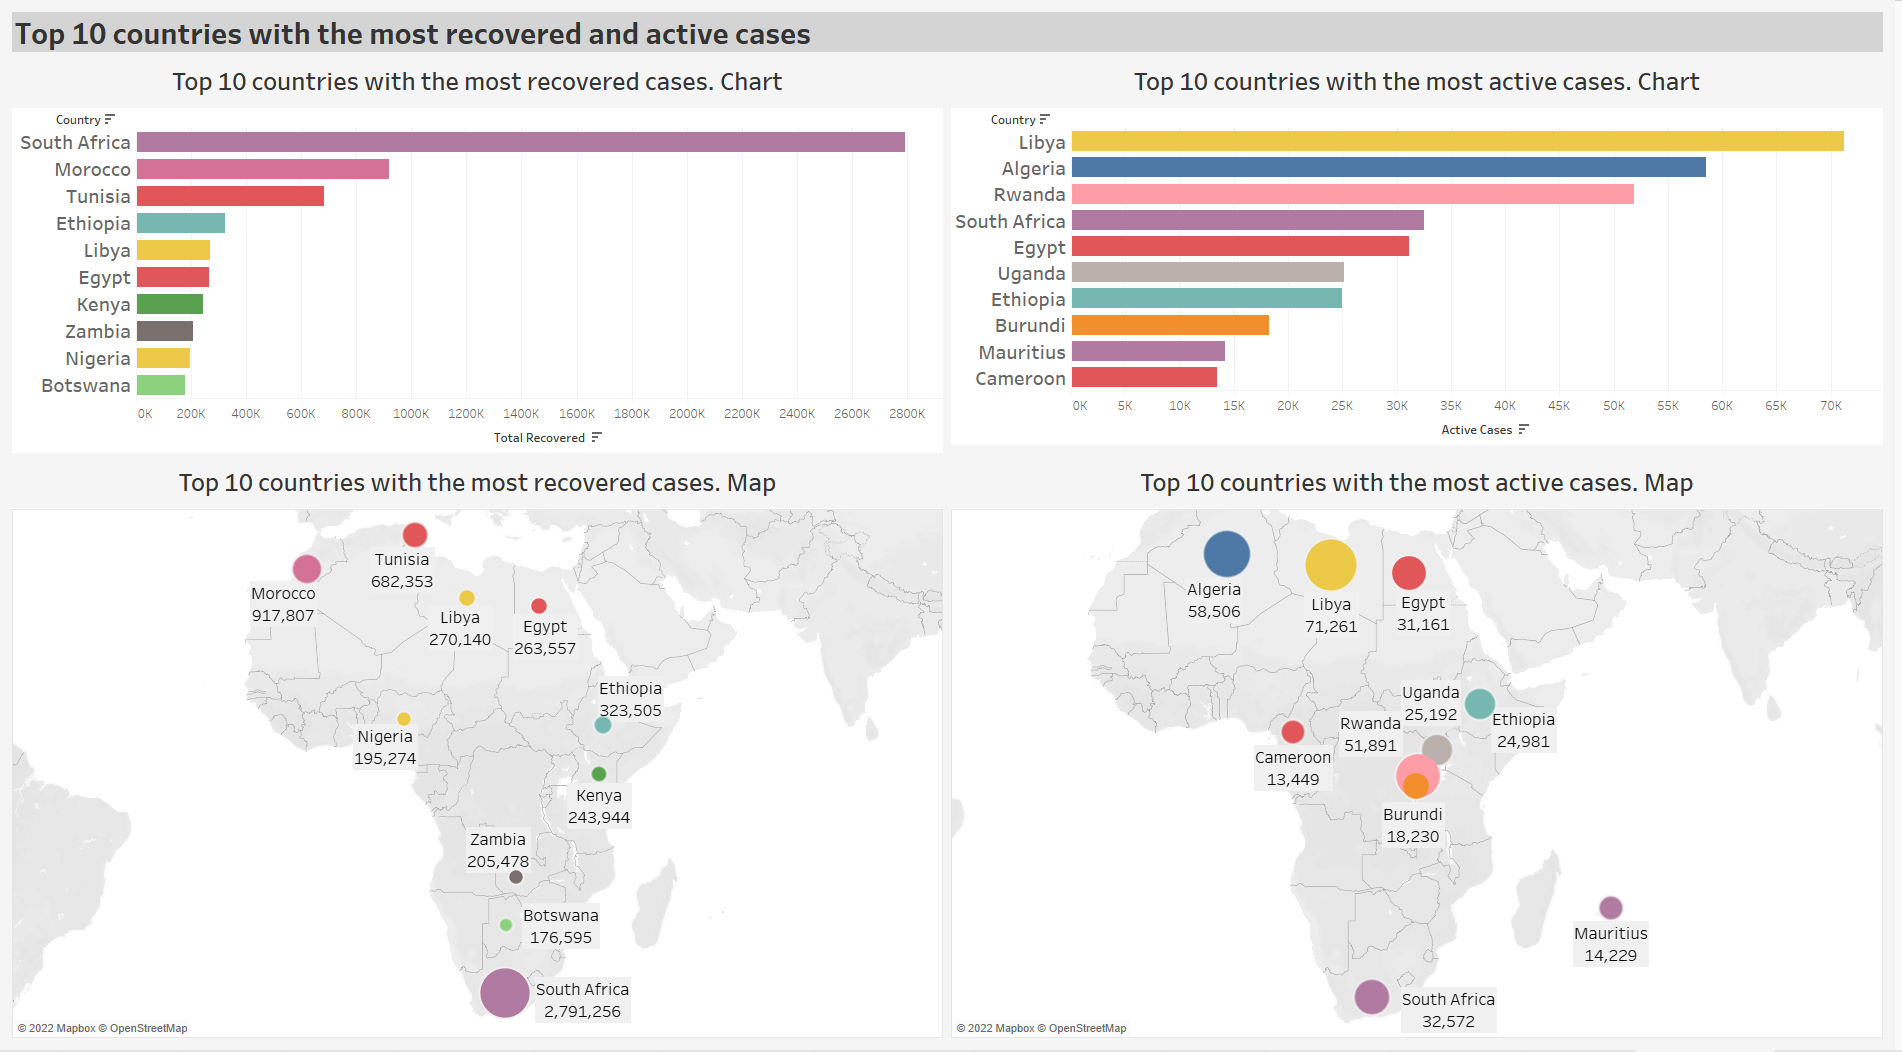 Top 10 countries with the most recovered and active cases
Top 10 countries with the most recovered cases. Chart
Country
South Africa
Morocco
Tunisia
Ethiopia
Libya
Egypt
Kenya
Zambia
Nigeria
Botswana
0K 200K 400K 600K 800K 1000K 1200K 1400K 1600K 1800K 2000K 2200K 2400K 2600K 2800K
Total Recovered
Top 10 countries with the most active cases. Chart
Country
Libya
Algeria
Rwanda
South Africa
Egypt
Uganda
Ethiopia
Burundi
Mauritius
Cameroon
0K 5K 10K 15K 20K 25K 30K 35K 40K 45K 50K 55K 60K 65K 70K
Active Cases
Top 10 countries with the most recovered cases. Map
Tunisia
682,353
Morocco
917,807
Libya
270,140
Egypt
263,557
Ethiopia
323,505
Nigeria
195,274
Kenya
243,944
Zambia
205,478
Botswana
176,595
South Africa
2,791,256
© 2022 Mapbox © OpenStreetMap
Top 10 countries with the most active cases. Map
Algeria
58,506
Libya
71,261
Egypt
31,161
Uganda
25,192
Rwanda
51,891
Ethiopia
24,981
Cameroon
13,449
Burundi
18,230
Mauritius
14,229
South Africa
32,572
© 2022 Mapbox © OpenStreetMap